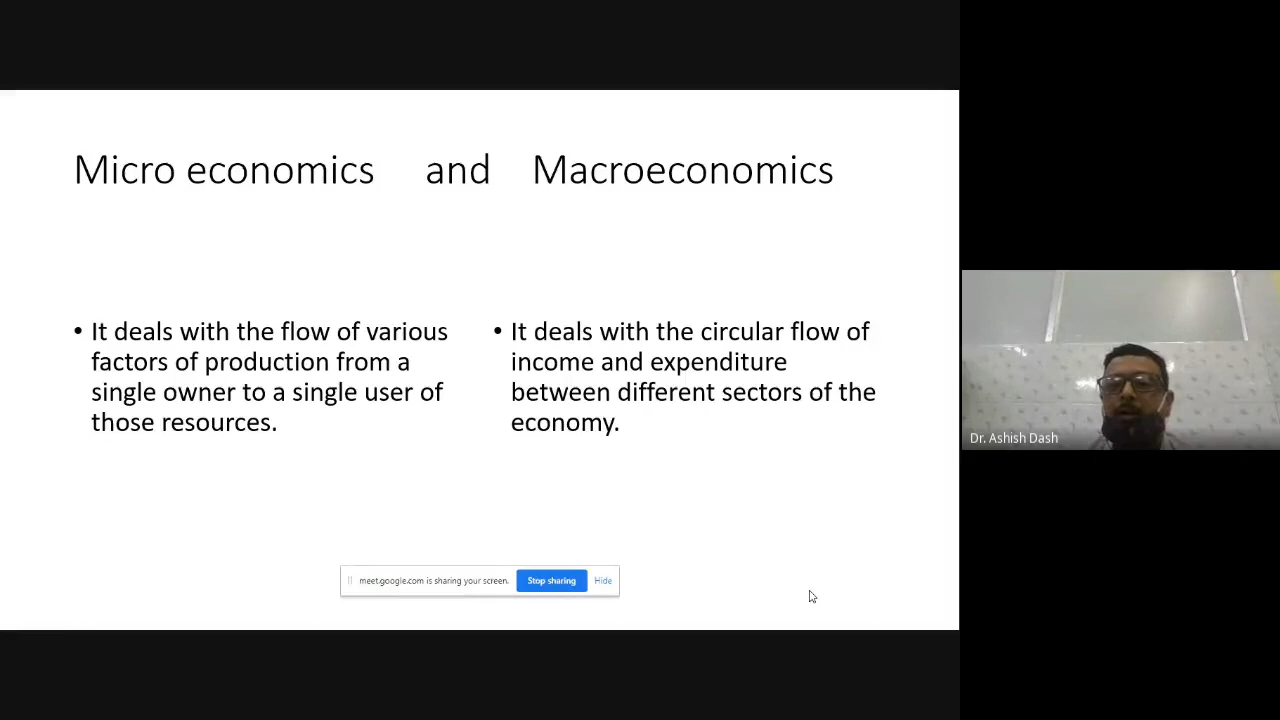 Micro economics and Macroeconomics
• It deals with the flow of various
factors of production from a
single owner to a single user of
those resources.
• It deals with the circular flow of
income and expenditure
between different sectors of the
economy.
Dr. Ashish Dash
meet.google.com is sharing your screen. Stop sharing Hide